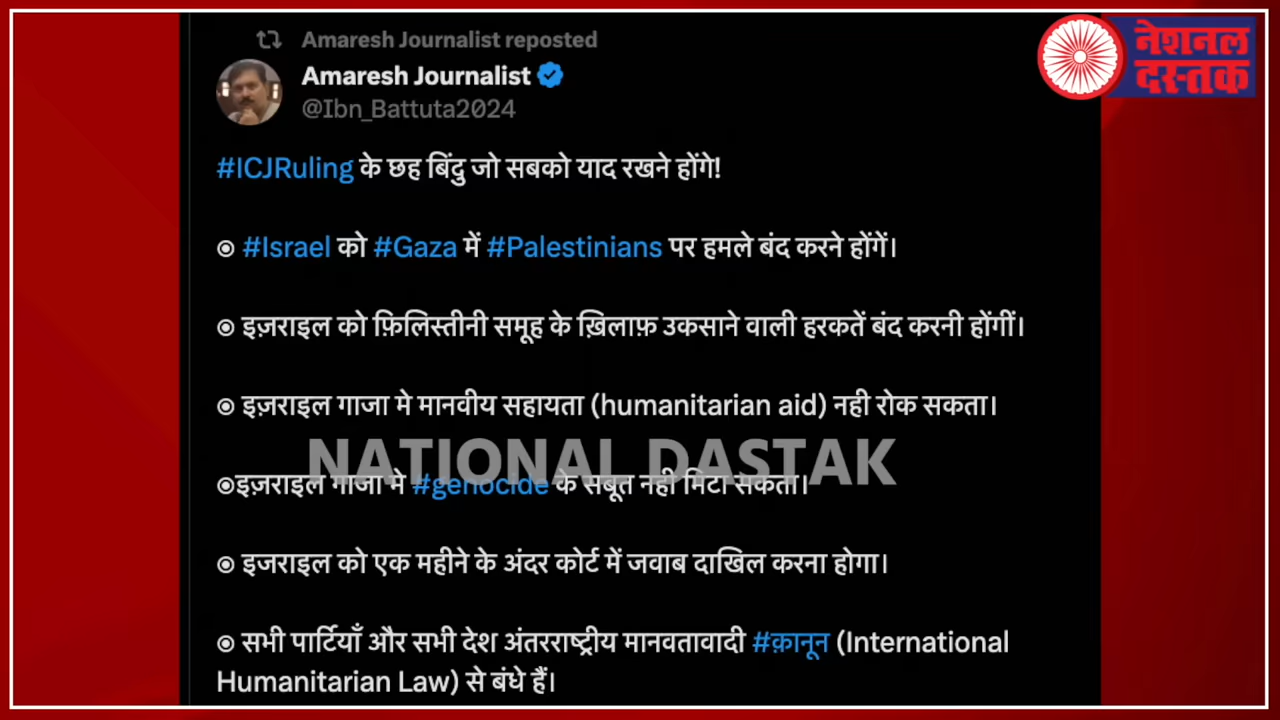 Amaresh Journalist reposted
नेशनल
दस्तक
Amaresh Journalist
@Ibn_Battuta2024
#ICJRuling के छह बिंदु जो सबको याद रखने होंगे!
◉ #Israel को #Gaza में #Palestinians पर हमले बंद करने होंगें।
◉ इज़राइल को फ़िलिस्तीनी समूह के ख़िलाफ़ उकसाने वाली हरकतें बंद करनी होंगीं।
◉ इज़राइल गाजा मे मानवीय सहायता (humanitarian aid) नही रोक सकता।
NATIONAL DASTAK
◉इज़राइल गाजा मे #genocide के सबूत नही मिटा सकता।
◉ इजराइल को एक महीने के अंदर कोर्ट में जवाब दाखिल करना होगा।
◉ सभी पार्टियाँ और सभी देश अंतरराष्ट्रीय मानवतावादी #क़ानून (International
Humanitarian Law) से बंधे हैं।